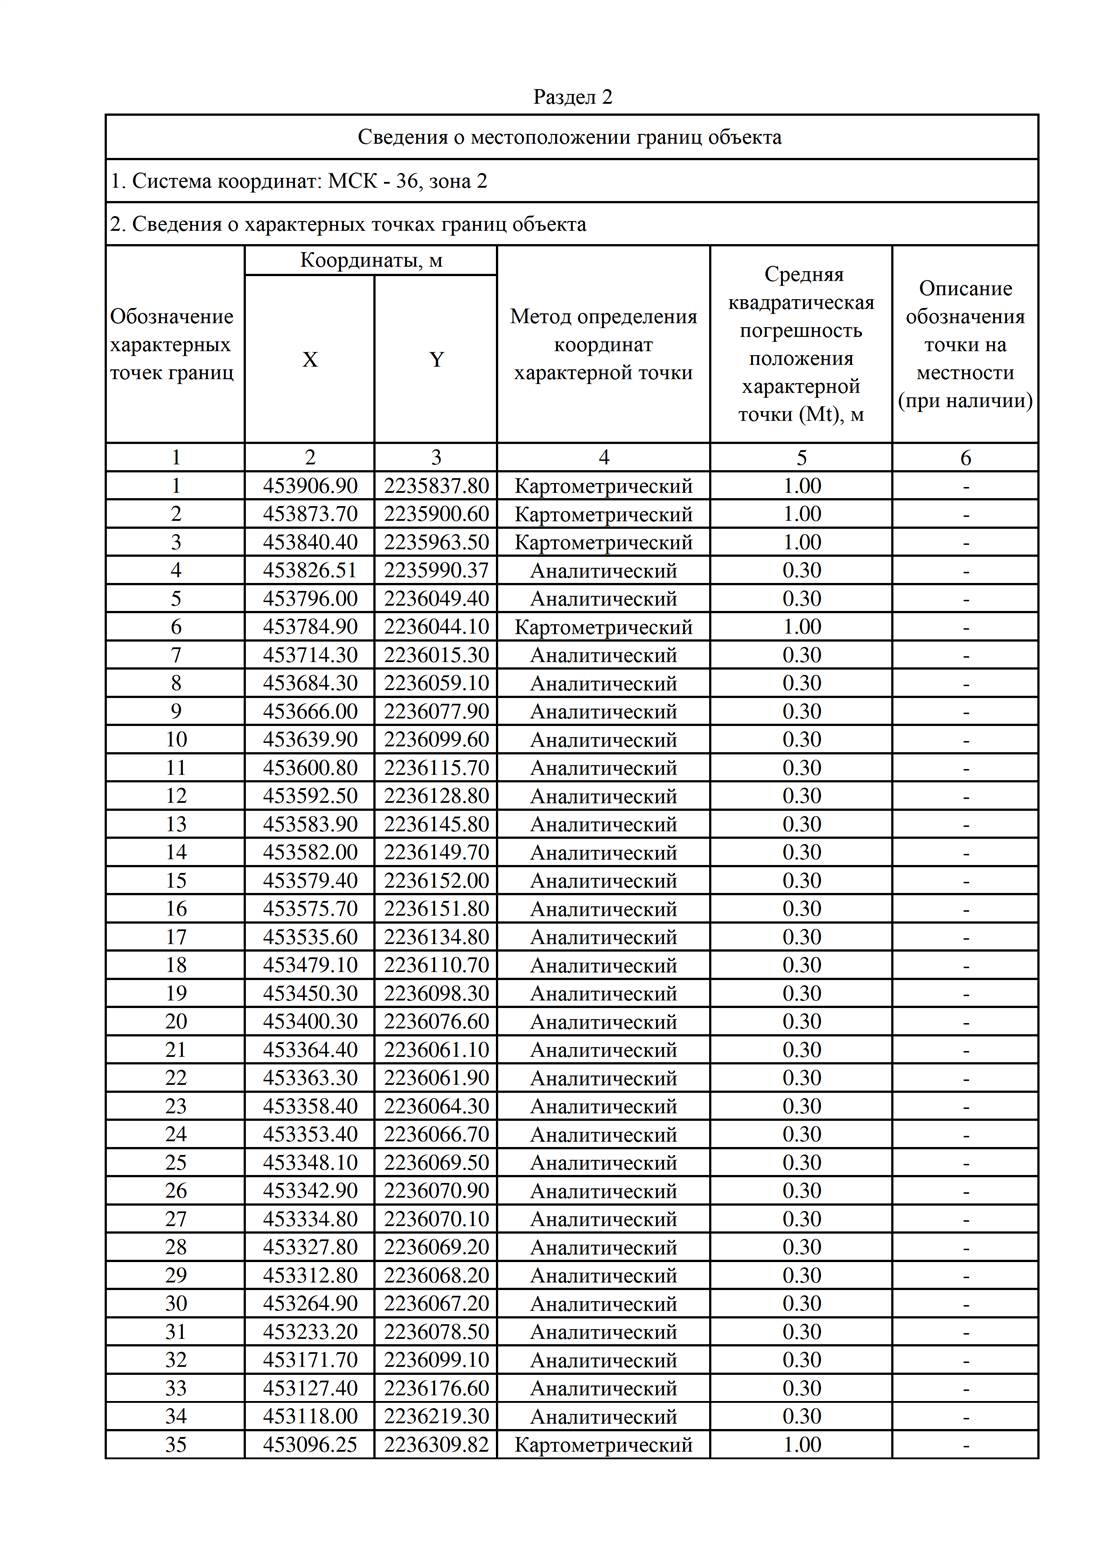 Раздел 2
Сведения о местоположении границ объекта
1. Система координат: МСК - 36, зона 2
2. Сведения о характерных точках границ объекта
Обозначение
характерных
точек границ
Координаты, м
X
Y
Метод определения
координат
характерной точки
Средняя
квадратическая
погрешность
положения
характерной
точки (Mt), м
Описание
обозначения
точки на
местности
(при наличии)
1 2 3 4 5 6
1 453906.90 2235837.80 Картометрический 1.00 -
2 453873.70 2235900.60 Картометрический 1.00 -
3 453840.40 2235963.50 Картометрический 1.00 -
4 453826.51 2235990.37 Аналитический 0.30 -
5 453796.00 2236049.40 Аналитический 0.30 -
6 453784.90 2236044.10 Картометрический 1.00 -
7 453714.30 2236015.30 Аналитический 0.30 -
8 453684.30 2236059.10 Аналитический 0.30 -
9 453666.00 2236077.90 Аналитический 0.30 -
10 453639.90 2236099.60 Аналитический 0.30 -
11 453600.80 2236115.70 Аналитический 0.30 -
12 453592.50 2236128.80 Аналитический 0.30 -
13 453583.90 2236145.80 Аналитический 0.30 -
14 453582.00 2236149.70 Аналитический 0.30 -
15 453579.40 2236152.00 Аналитический 0.30 -
16 453575.70 2236151.80 Аналитический 0.30 -
17 453535.60 2236134.80 Аналитический 0.30 -
18 453479.10 2236110.70 Аналитический 0.30 -
19 453450.30 2236098.30 Аналитический 0.30 -
20 453400.30 2236076.60 Аналитический 0.30 -
21 453364.40 2236061.10 Аналитический 0.30 -
22 453363.30 2236061.90 Аналитический 0.30 -
23 453358.40 2236064.30 Аналитический 0.30 -
24 453353.40 2236066.70 Аналитический 0.30 -
25 453348.10 2236069.50 Аналитический 0.30 -
26 453342.90 2236070.90 Аналитический 0.30 -
27 453334.80 2236070.10 Аналитический 0.30 -
28 453327.80 2236069.20 Аналитический 0.30 -
29 453312.80 2236068.20 Аналитический 0.30 -
30 453264.90 2236067.20 Аналитический 0.30 -
31 453233.20 2236078.50 Аналитический 0.30 -
32 453171.70 2236099.10 Аналитический 0.30 -
33 453127.40 2236176.60 Аналитический 0.30 -
34 453118.00 2236219.30 Аналитический 0.30 -
35 453096.25 2236309.82 Картометрический 1.00 -